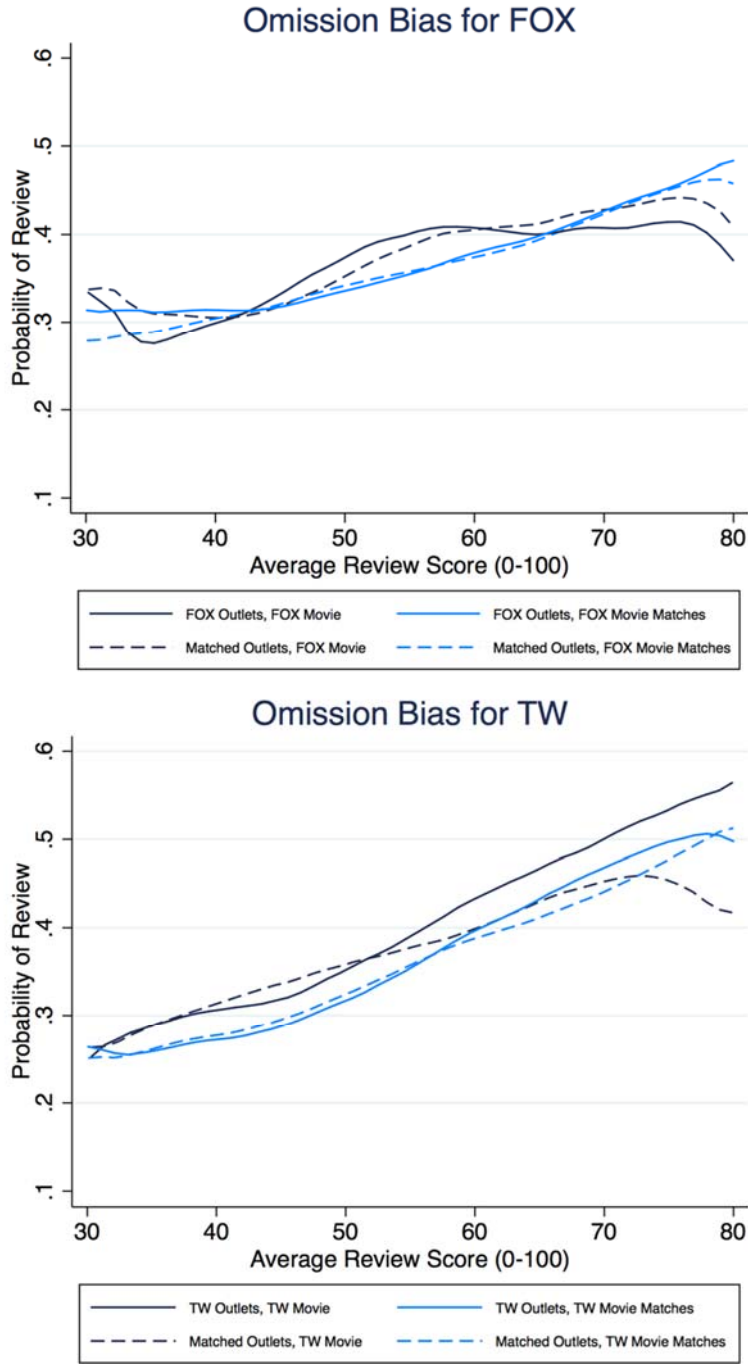 Omission Bias for FOX
Probability of Review
.6
.5
.4
.3
.2
.1
30 40 50 60 70 80
Average Review Score (0-100)
FOX Outlets, FOX Movie FOX Outlets, FOX Movie Matches
Matched Outlets, FOX Movie Matched Outlets, FOX Movie Matches
Omission Bias for TW
Probability of Review
.6
.5
.4
.3
.2
.1
30 40 50 60 70 80
Average Review Score (0-100)
TW Outlets, TW Movie TW Outlets, TW Movie Matches
Matched Outlets, TW Movie Matched Outlets, TW Movie Matches